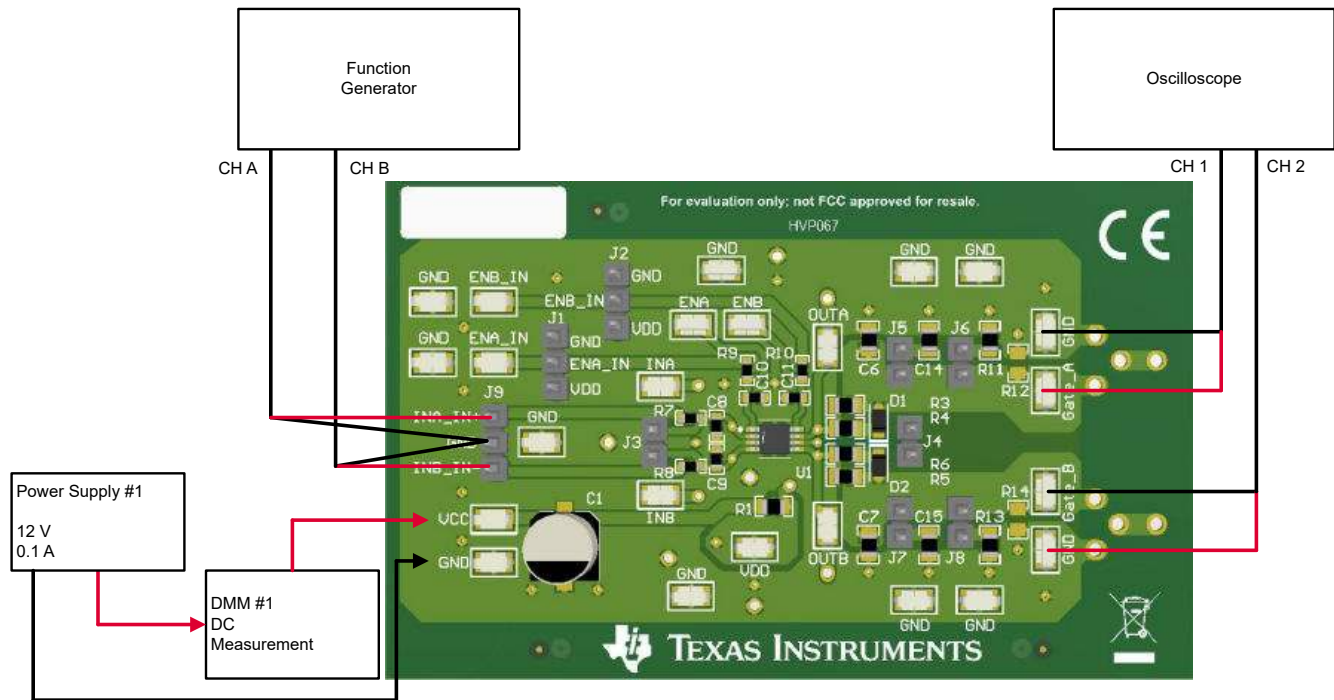 Function
Generator
Oscilloscope
CH A
CH B
CH 1
CH 2
For evaluation only; not FCC approved for resale.
HVP067
CE
J2
GND
GND
GND
GND
ENB_IN
GND
ENB_IN
VDD
J1
GND
ENA_IN
GND
ENA_IN
VDD
ENA
ENB
OUTA
J5
J6
GND
R9
R10
C10
C11
C6
C14
R11
R12
Gate_A
INA
J9
INA_IN
GND
INB_IN
R7
C8
J3
R8
C9
U1
D1
R3
R4
J4
R6
R5
D2
GND
INB
R1
C1
VCC
GND
VDD
OUTB
C7
J7
C15
J8
R13
R14
Gate_B
GND
GND
GND
GND
Power Supply #1
12 V
0.1 A
DMM #1
DC
Measurement
TEXAS INSTRUMENTS